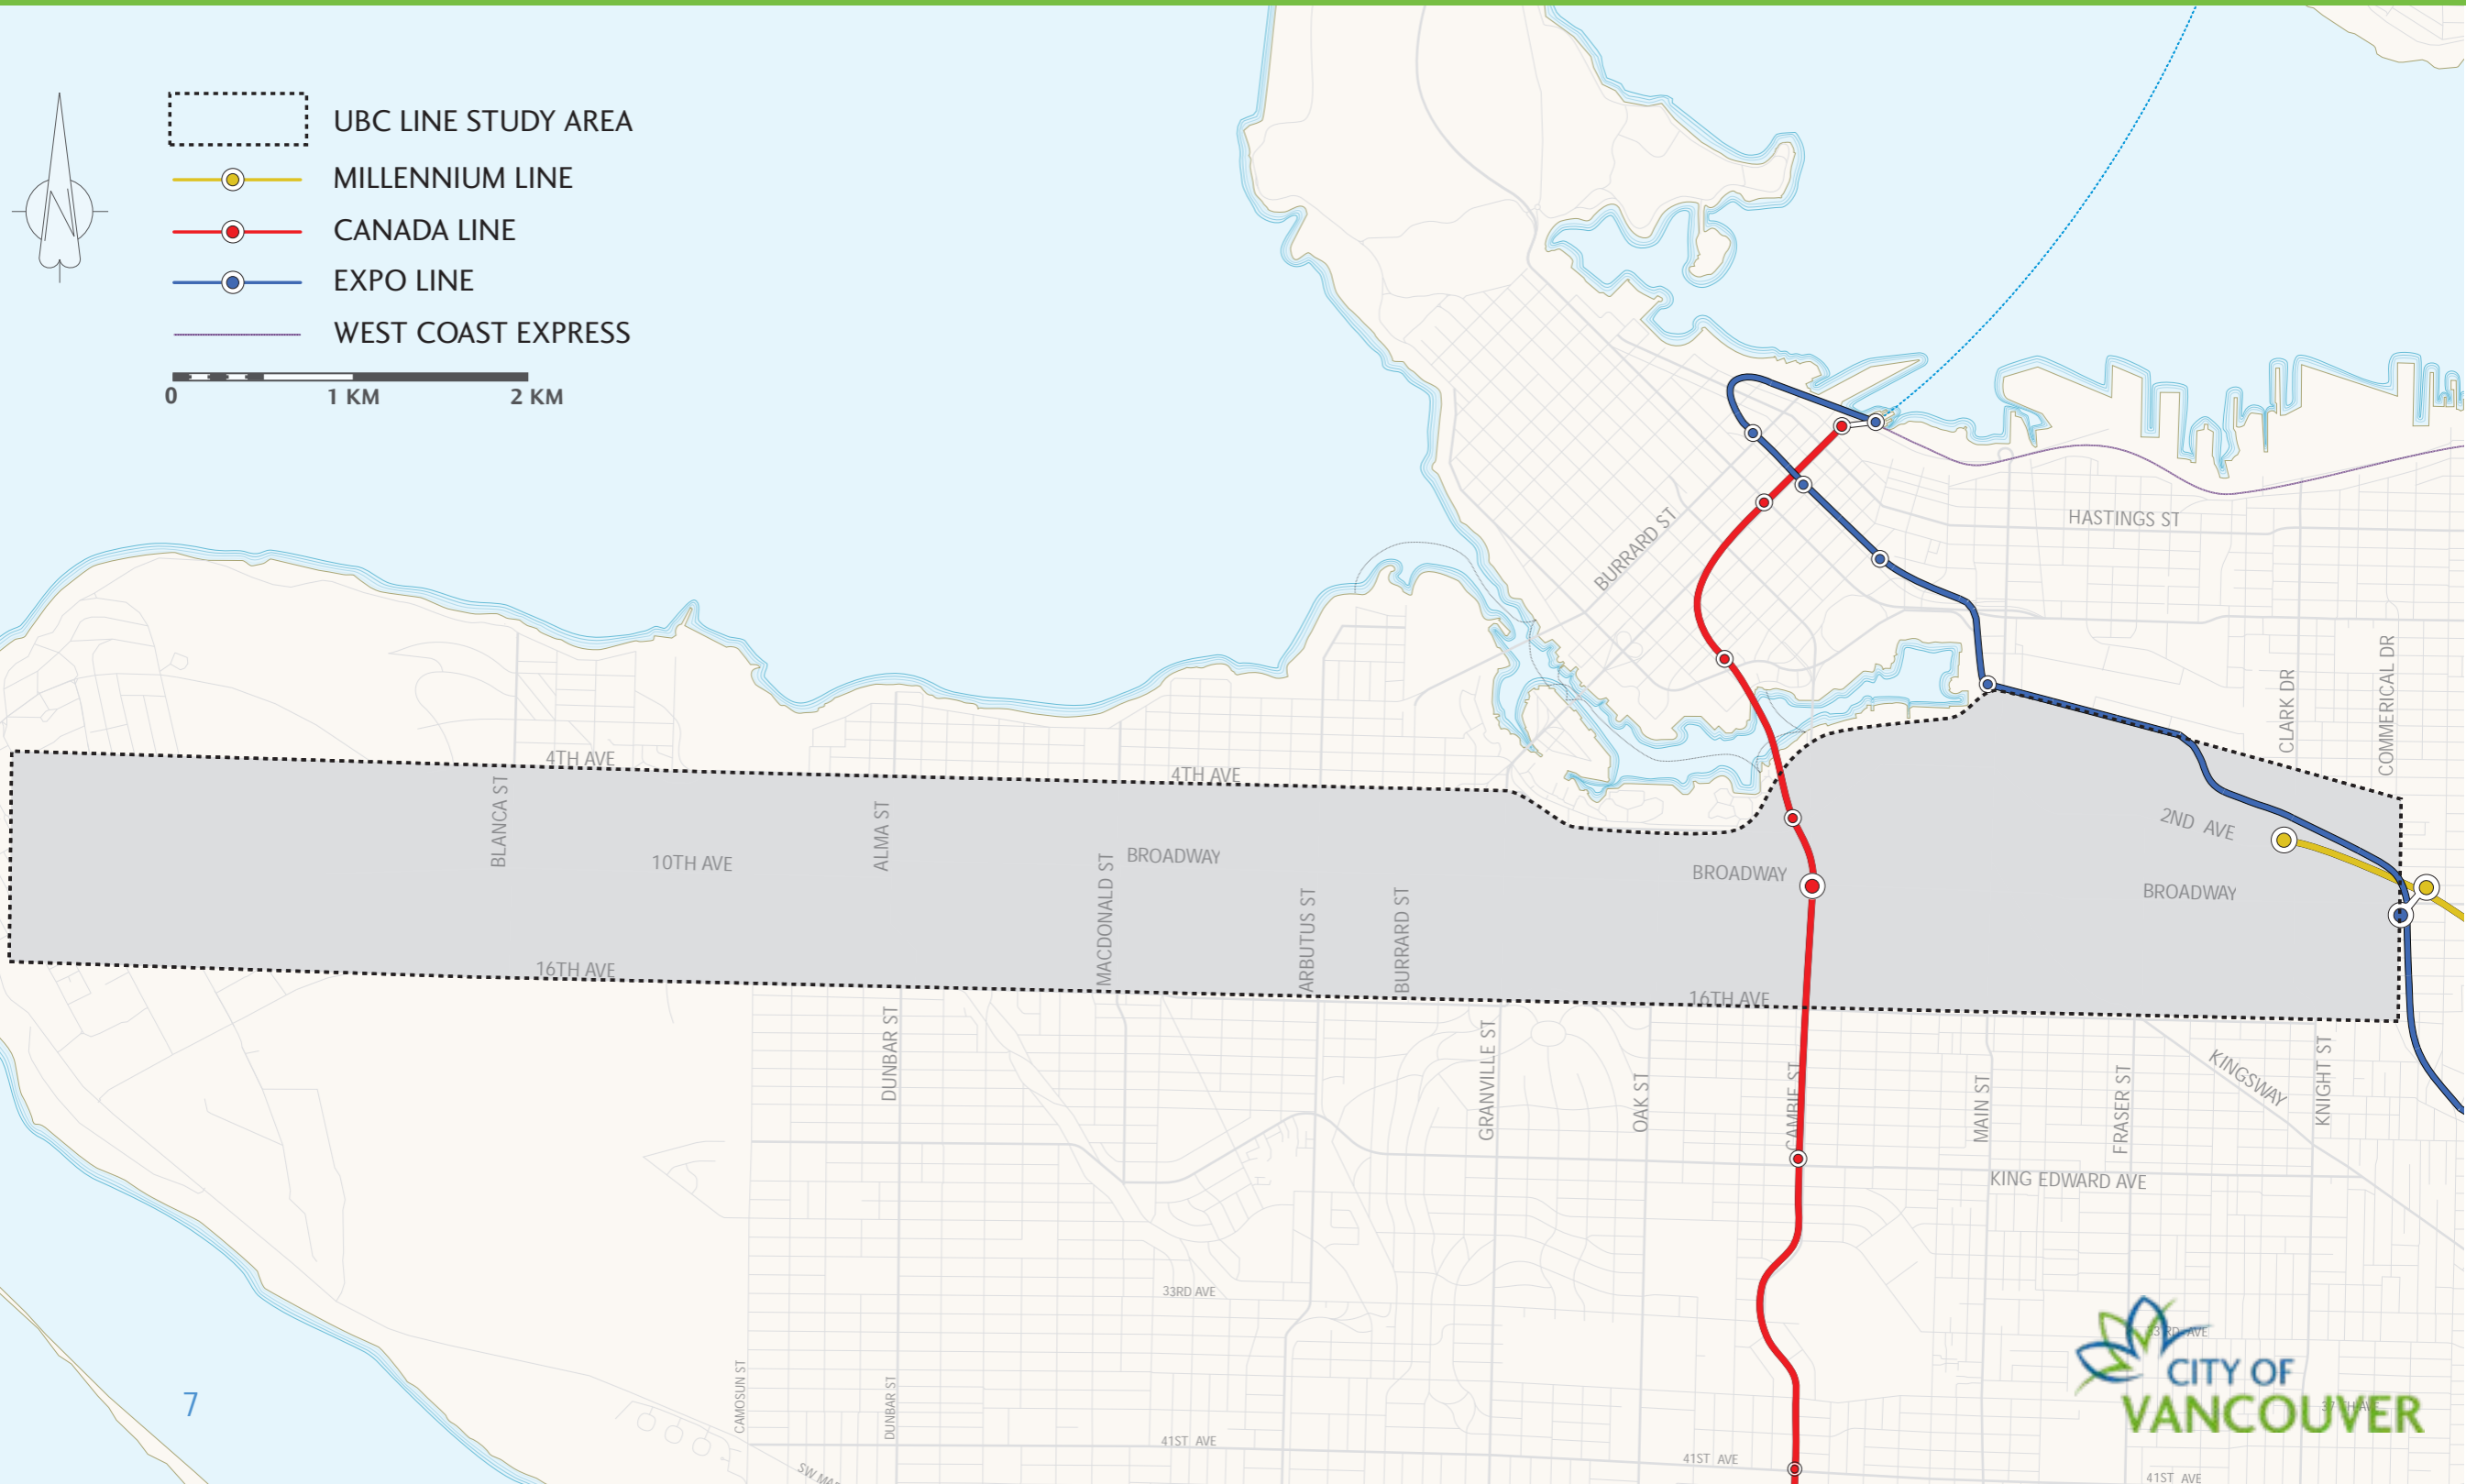 UBC LINE STUDY AREA
MILLENNIUM LINE
CANADA LINE
EXPO LINE
WEST COAST EXPRESS
0 1 KM 2 KM
N
HASTINGS ST
BURRARD ST
CLARK DR
COMMERICAL DR
4TH AVE
4TH AVE
BLANCA ST
ALMA ST
2ND AVE
10TH AVE
MACDONALD ST
BROADWAY
BROADWAY
BROADWAY
ARBUTUS ST
BURRARD ST
16TH AVE
16TH AVE
DUNBAR ST
GRANVILLE ST
OAK ST
CAMBIE ST
MAIN ST
FRASER ST
KINGSWAY
KNIGHT ST
KING EDWARD AVE
33RD AVE
33RD AVE
CITY OF
VANCOUVER
37TH AVE
7
CAMOSUN ST
DUNBAR ST
41ST AVE
41ST AVE
41ST AVE